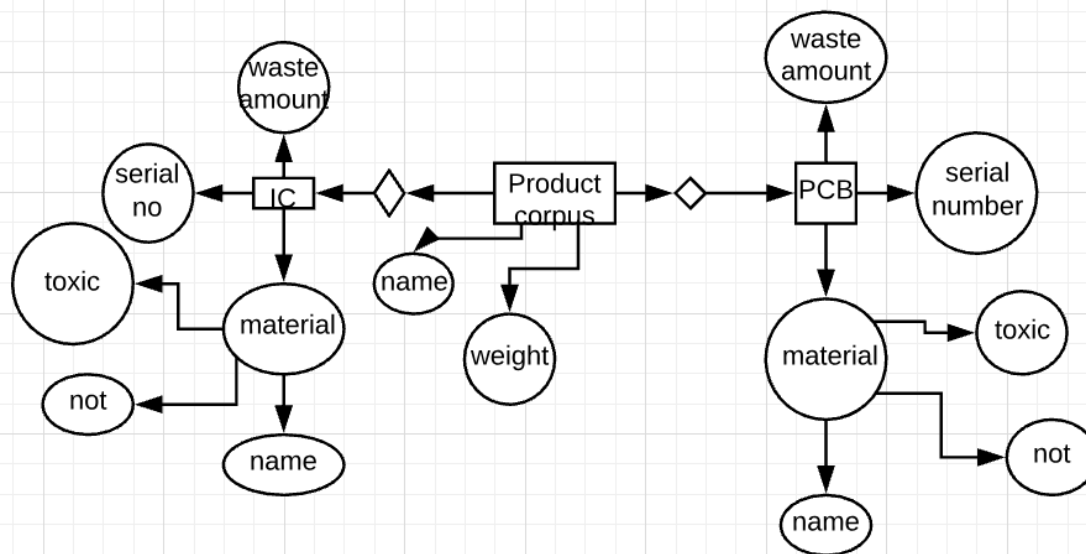 waste
amount
serial
no
IC
toxic
material
not
name
Product
corpus
name
weight
waste
amount
PCB
serial
number
material
toxic
not
name